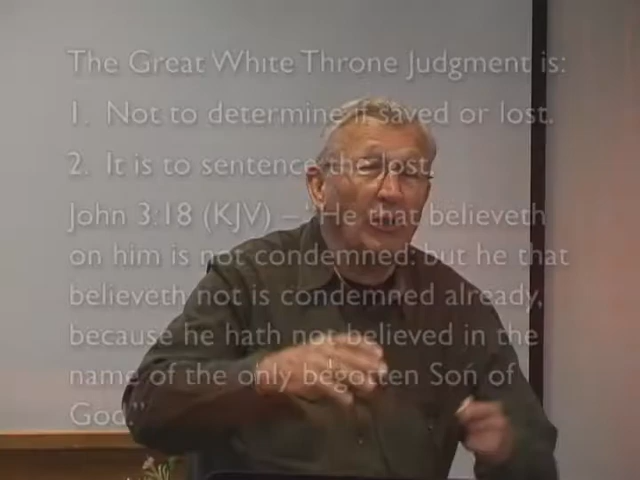 The Great White Throne Judgment is:
1. Not to determine if saved or lost.
2. It is to sentence the lost.
John 3:18 (KJV) – "He that believeth
on him is not condemned: but he that
believeth not is condemned already,
because he hath not believed in the
name of the only begotten Son of
God."